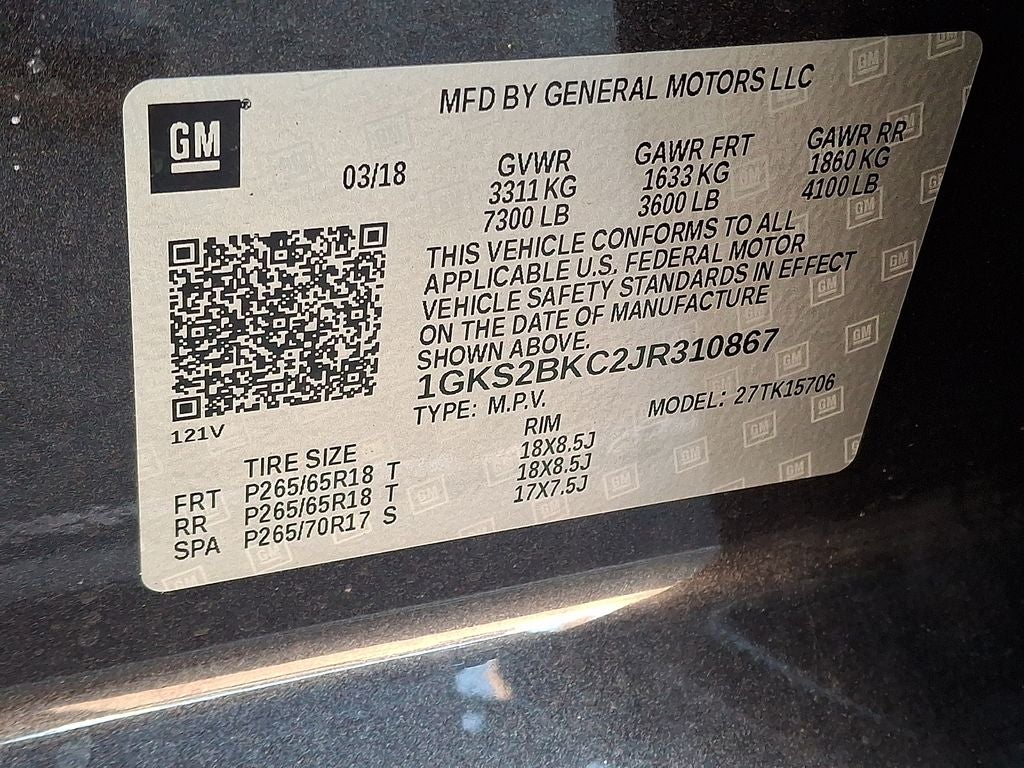 GM
MFD BY GENERAL MOTORS LLC
03/18
GVWR
3311 KG
7300 LB
GAWR FRT
1633 KG
3600 LB
GAWR RR
1860 KG
4100 LB
THIS VEHICLE CONFORMS TO ALL
APPLICABLE U.S. FEDERAL MOTOR
VEHICLE SAFETY STANDARDS IN EFFECT
ON THE DATE OF MANUFACTURE
SHOWN ABOVE.
1GKS2BKC2JR310867
TYPE: M.P.V. MODEL: 27TK15706
121V
TIRE SIZE RIM
FRT P265/65R18 T 18X8.5J
RR P265/65R18 T 18X8.5J
SPA P265/70R17 S 17X7.5J